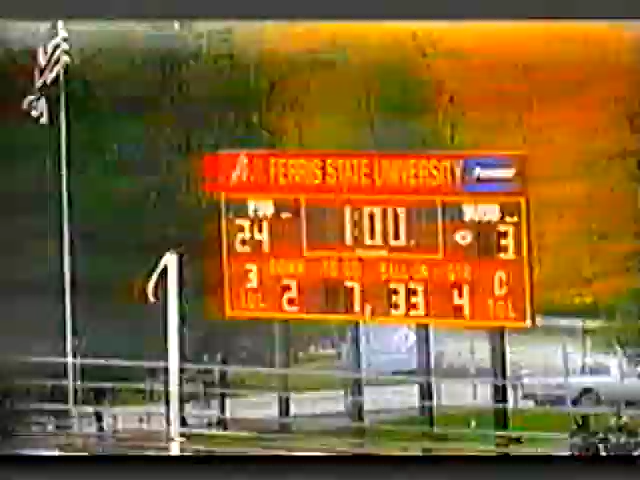 FERRIS STATE UNIVERSITY
24 1:00 3
3 DOWN TO GO BALL ON QTR 0
TOL 2 7 33 4 TOL